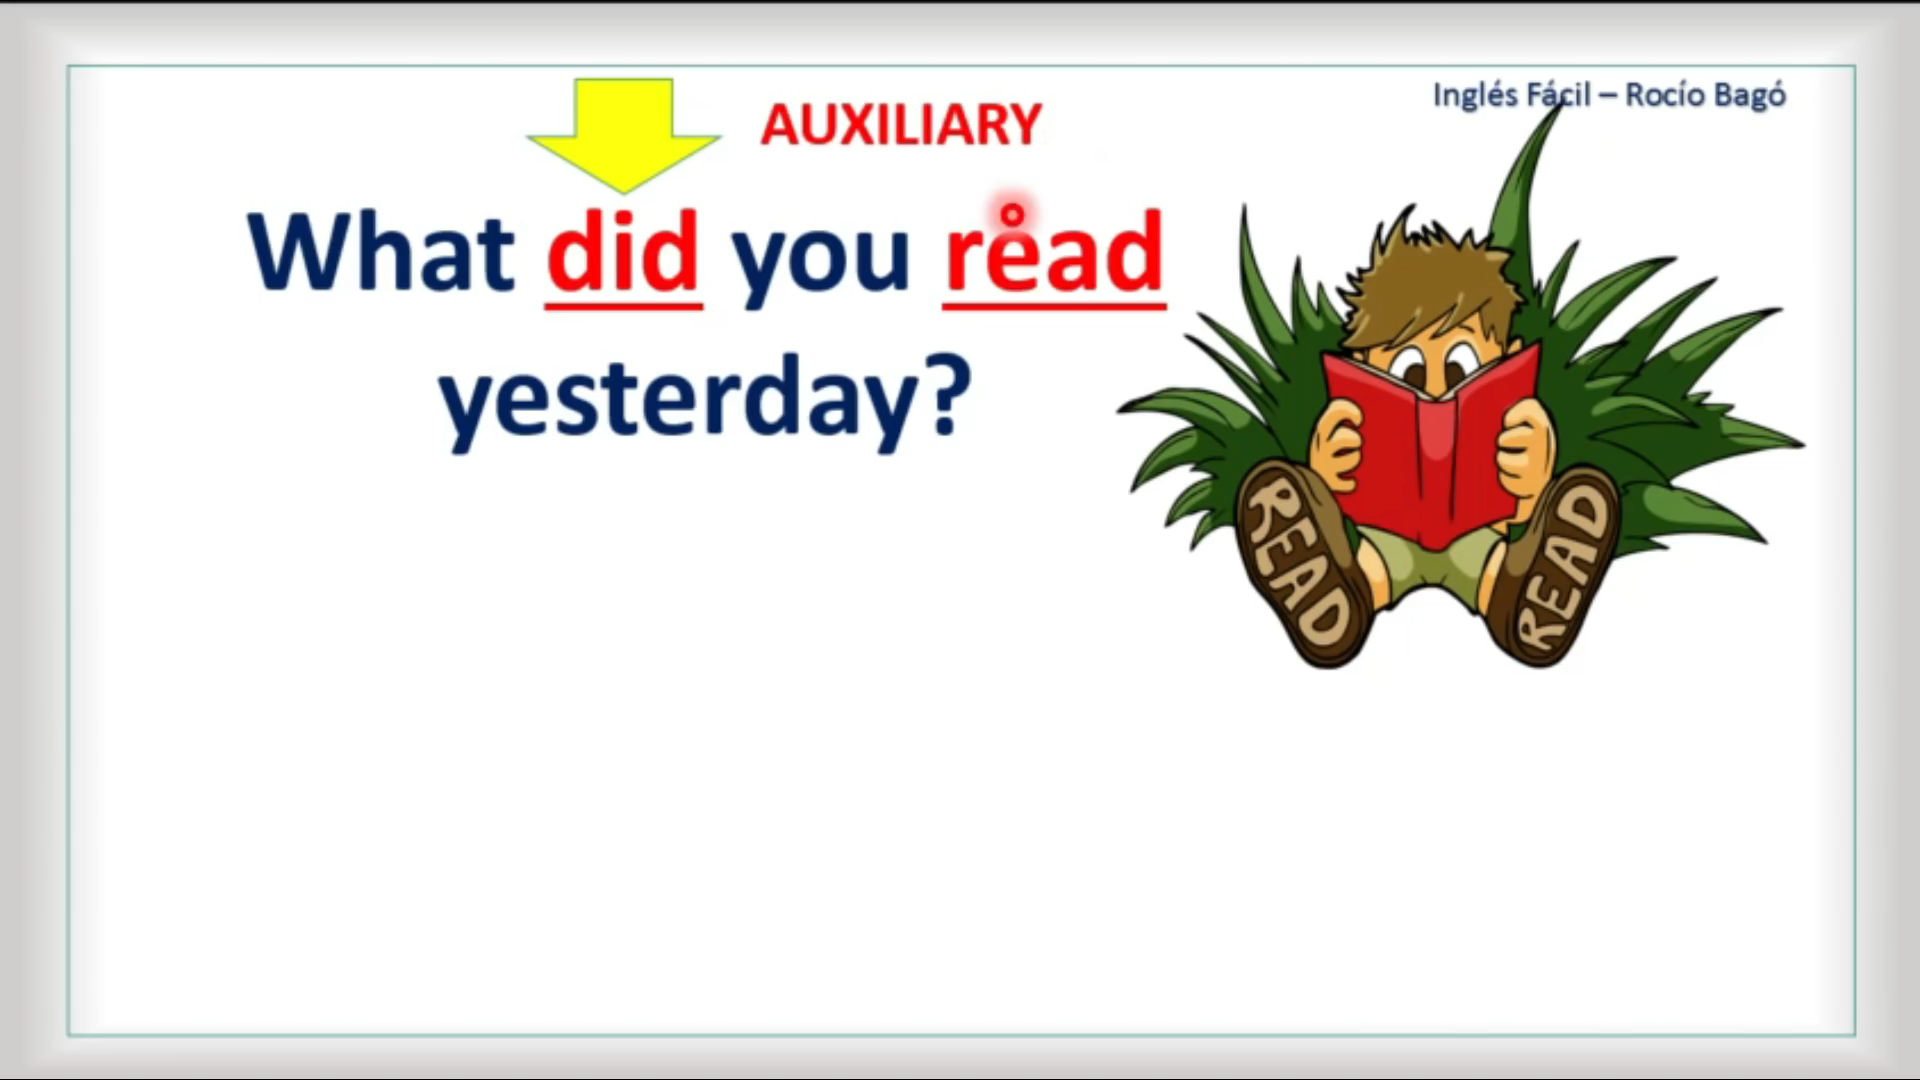 Inglés Fácil – Rocío Bagó
AUXILIARY
What did you read
yesterday?
READ
READ